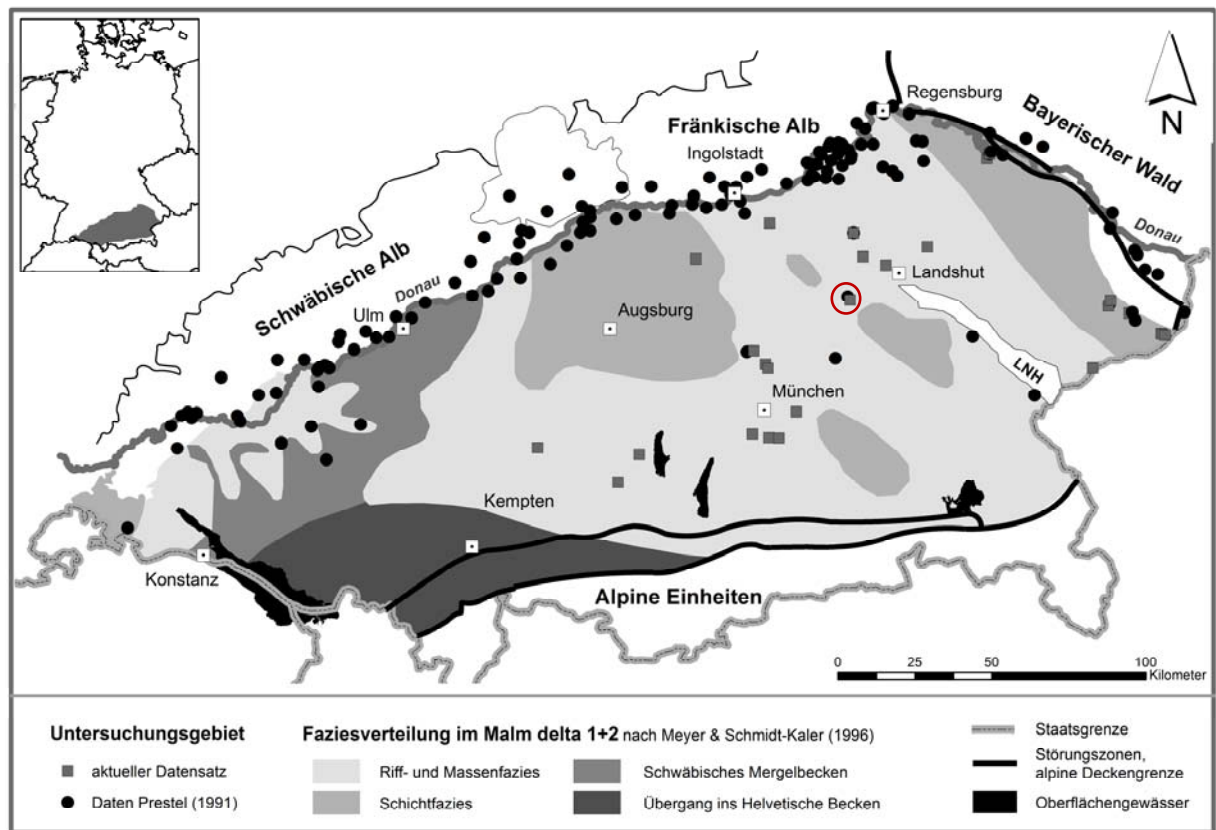 Regensburg
Bayerischer Wald
N
Fränkische Alb
Ingolstadt
Donau
Schwäbische Alb
Donau
Landshut
Ulm
Augsburg
LNH
München
Kempten
Konstanz
Alpine Einheiten
0 25 50 100
Kilometer
Untersuchungsgebiet
aktueller Datensatz
Daten Prestel (1991)
Faziesverteilung im Malm delta 1+2 nach Meyer & Schmidt-Kaler (1996)
Riff- und Massenfazies
Schichtfazies
Schwäbisches Mergelbecken
Übergang ins Helvetische Becken
Staatsgrenze
Störungszonen,
alpine Deckengrenze
Oberflächengewässer